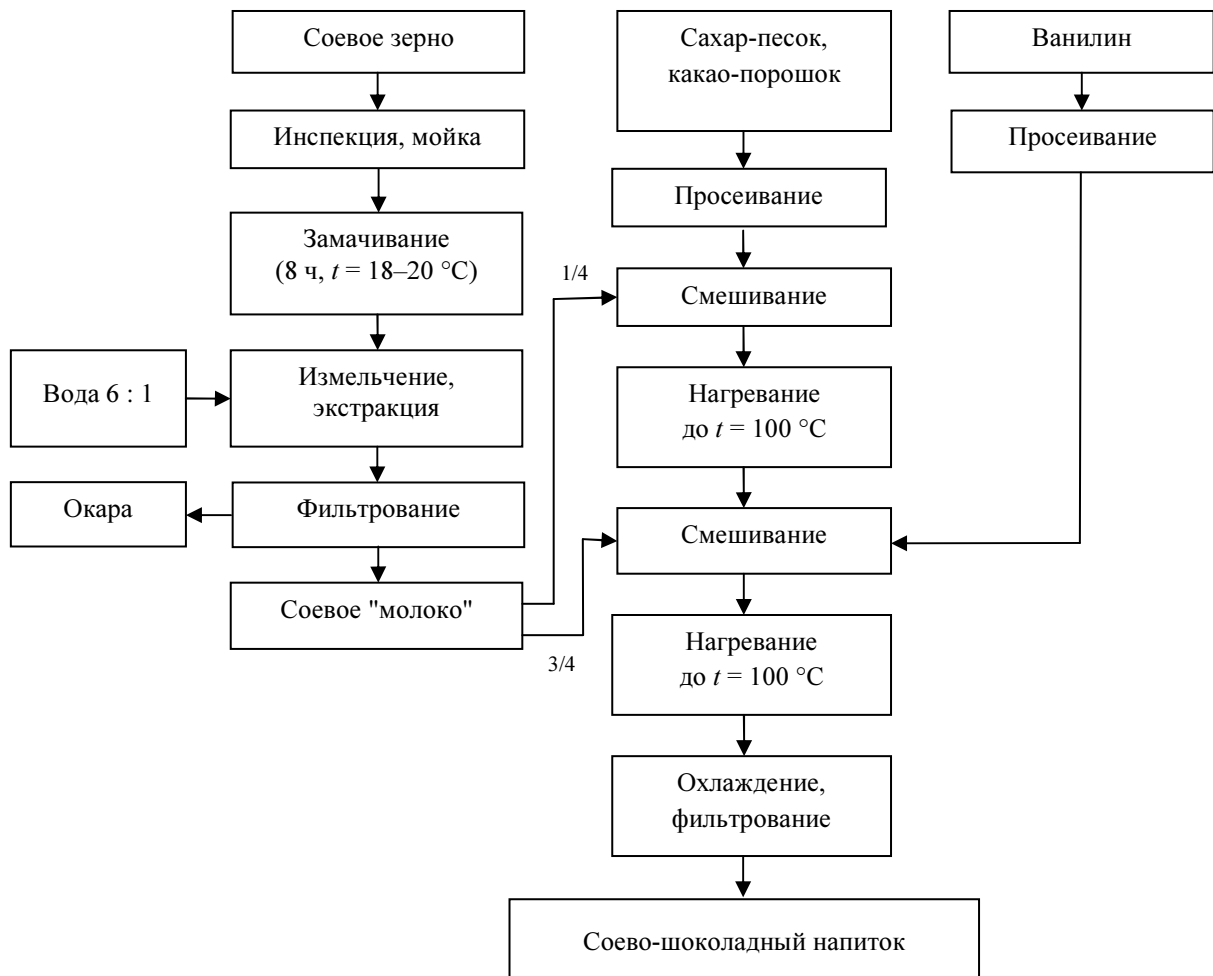 Соевое зерно
Инспекция, мойка
Замачивание
(8 ч, t = 18–20 °C)
Вода 6 : 1
Измельчение,
экстракция
Окара
Фильтрование
Соевое "молоко"
1/4
3/4
Сахар-песок,
какао-порошок
Просеивание
Смешивание
Нагревание
до t = 100 °C
Смешивание
Нагревание
до t = 100 °C
Охлаждение,
фильтрование
Соево-шоколадный напиток
Ванилин
Просеивание